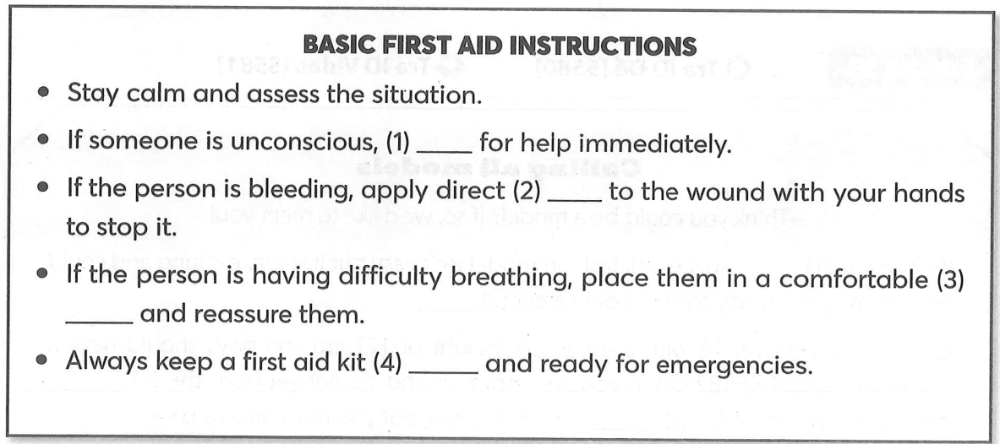 BASIC FIRST AID INSTRUCTIONS
• Stay calm and assess the situation.
• If someone is unconscious, (1) _____ for help immediately.
• If the person is bleeding, apply direct (2) _____ to the wound with your hands
to stop it.
• If the person is having difficulty breathing, place them in a comfortable (3)
______ and reassure them.
• Always keep a first aid kit (4) ______ and ready for emergencies.